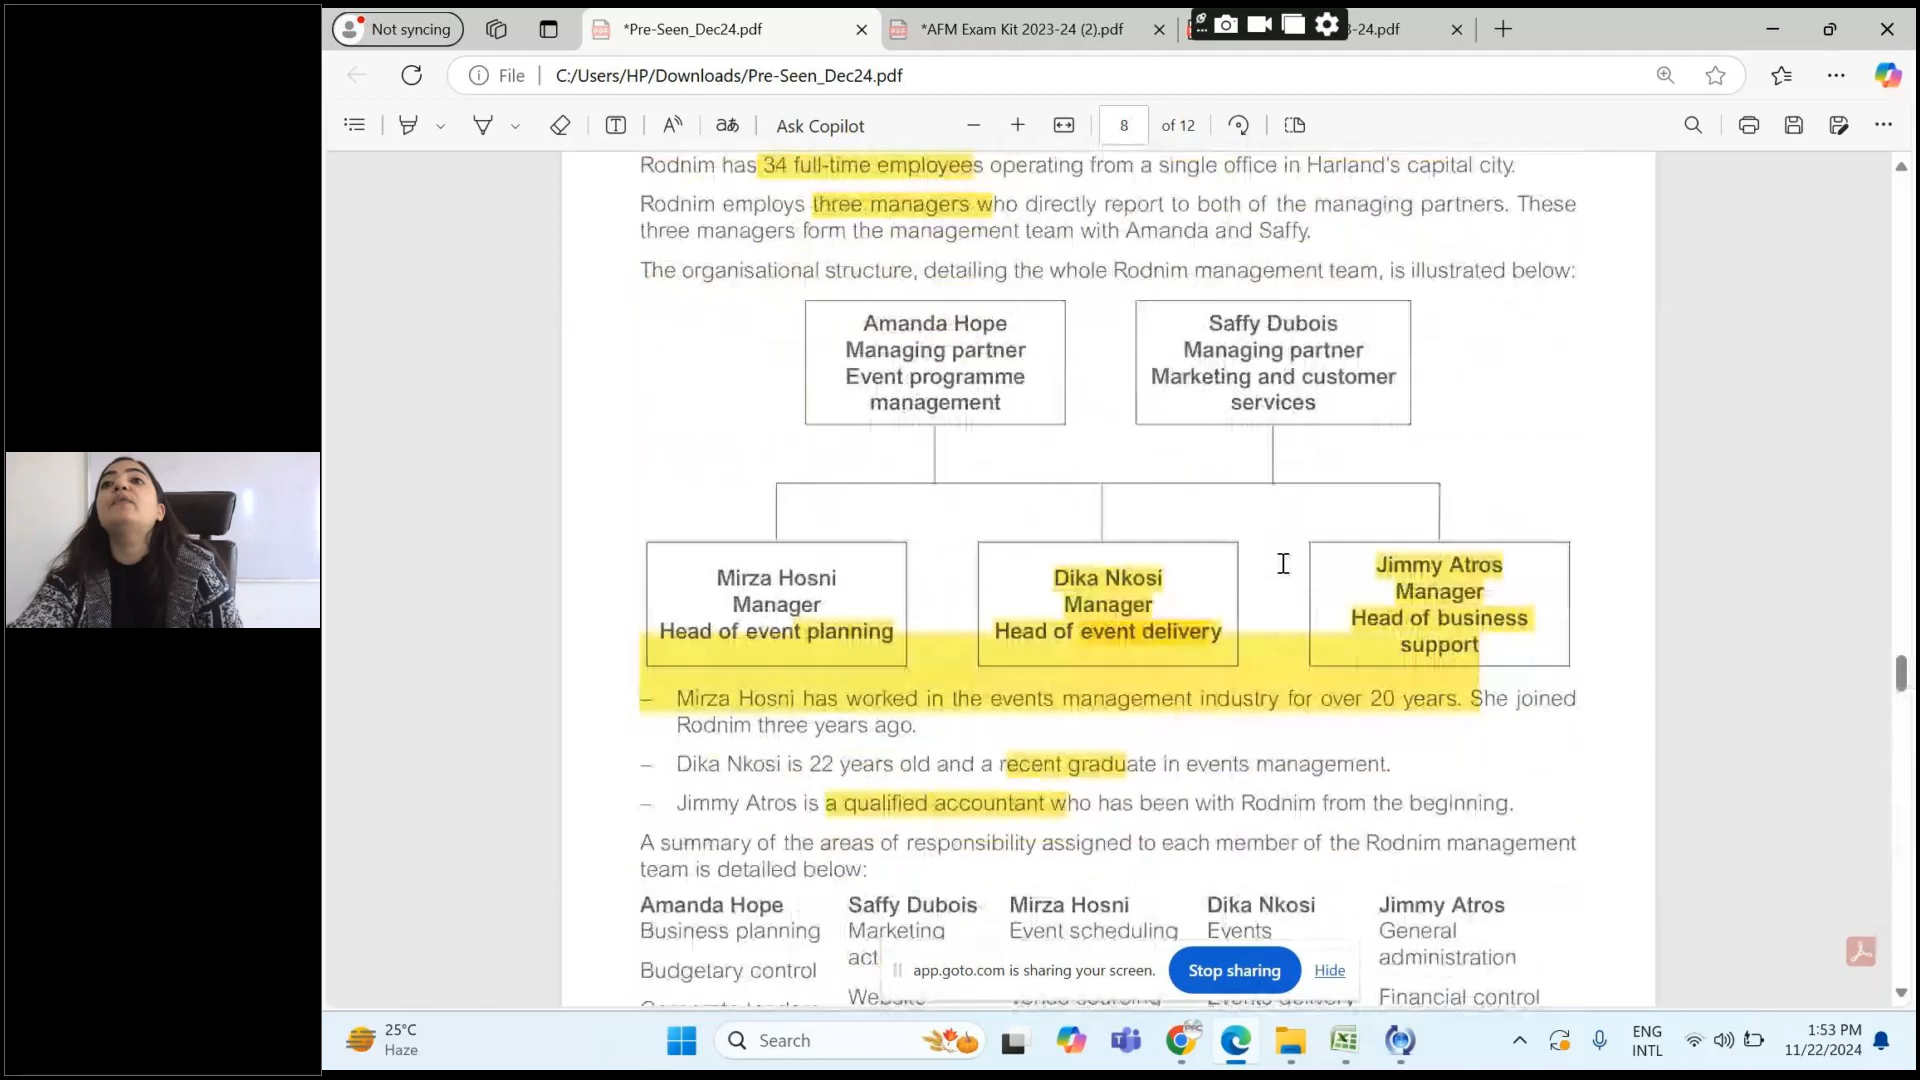 Not syncing
*Pre-Seen_Dec24.pdf
*AFM Exam Kit 2023-24 (2).pdf
3-24.pdf
File
C:/Users/HP/Downloads/Pre-Seen_Dec24.pdf
aあ
Ask Copilot
8 of 12
Rodnim has 34 full-time employees operating from a single office in Harland's capital city.
Rodnim employs three managers who directly report to both of the managing partners. These
three managers form the management team with Amanda and Saffy.
The organisational structure, detailing the whole Rodnim management team, is illustrated below:
Amanda Hope
Managing partner
Event programme
management
Saffy Dubois
Managing partner
Marketing and customer
services
Mirza Hosni
Manager
Head of event planning
Dika Nkosi
Manager
Head of event delivery
Jimmy Atros
Manager
Head of business
support
– Mirza Hosni has worked in the events management industry for over 20 years. She joined
Rodnim three years ago.
– Dika Nkosi is 22 years old and a recent graduate in events management.
– Jimmy Atros is a qualified accountant who has been with Rodnim from the beginning.
A summary of the areas of responsibility assigned to each member of the Rodnim management
team is detailed below:
Amanda Hope Saffy Dubois Mirza Hosni Dika Nkosi Jimmy Atros
Business planning Marketing Event scheduling Events General
act administration
Budgetary control
Financial control
app.goto.com is sharing your screen.
Stop sharing
Hide
25°C
Haze
Search
ENG
INTL
1:53 PM
11/22/2024